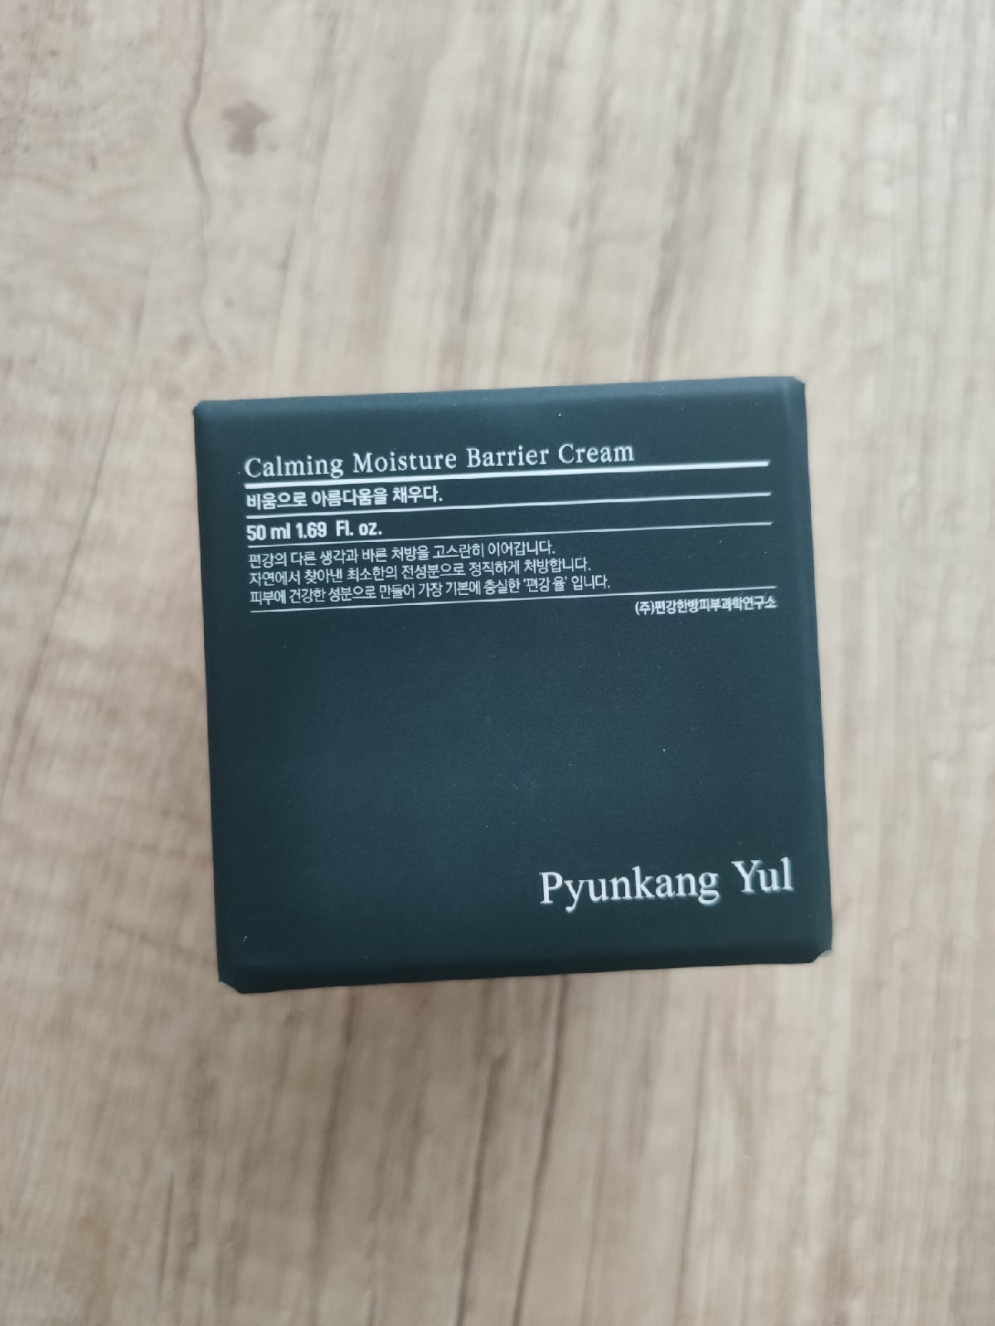 Calming Moisture Barrier Cream
비움으로 아름다움을 채우다.
50 ml 1.69 Fl. oz.
편강의 다른 생각과 바른 처방을 고스란히 이어갑니다.
자연에서 찾아낸 최소한의 전성분으로 정직하게 처방합니다.
피부에 건강한 성분으로 만들어 가장 기본에 충실한 '편강 율' 입니다.
(주)편강한방피부과학연구소
Pyunkang Yul